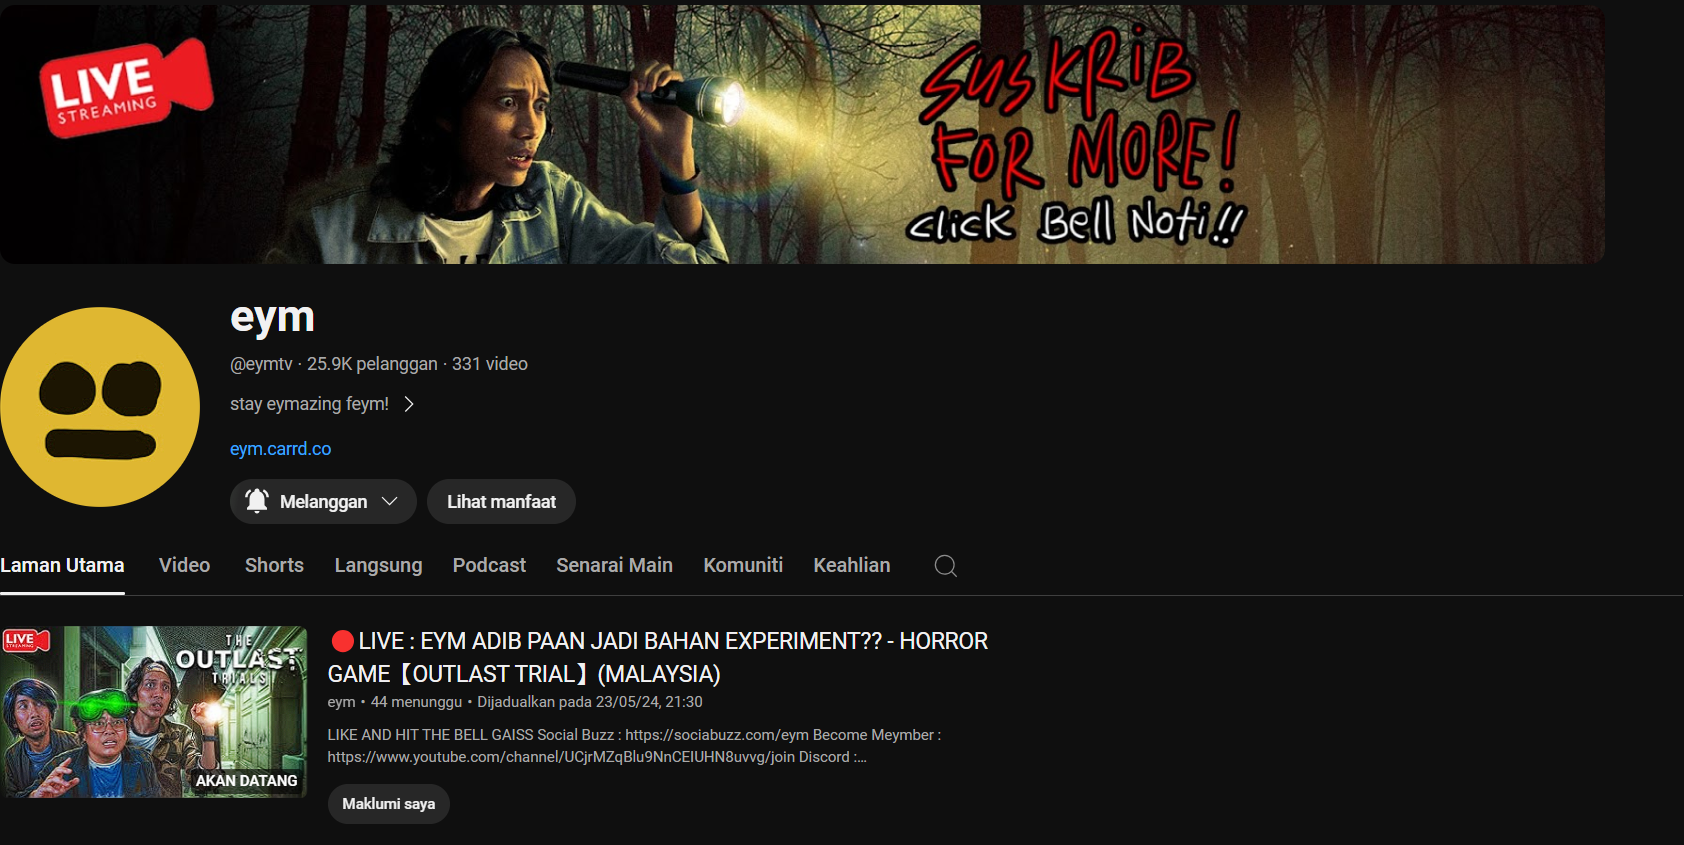 LIVE
STREAMING
SUSKRIB
FOR MORE!
click Bell Noti!!
eym
@eymtv · 25.9K pelanggan · 331 video
stay eymazing feym!
eym.carrd.co
Melanggan
Lihat manfaat
Laman Utama
Video
Shorts
Langsung
Podcast
Senarai Main
Komuniti
Keahlian
LIVE
STREAMING
THE
OUTLAST
TRIALS
AKAN DATANG
🔴LIVE : EYM ADIB PAAN JADI BAHAN EXPERIMENT?? - HORROR
GAME【OUTLAST TRIAL】(MALAYSIA)
eym • 44 menunggu • Dijadualkan pada 23/05/24, 21:30
LIKE AND HIT THE BELL GAISS Social Buzz : https://sociabuzz.com/eym Become Meymber :
https://www.youtube.com/channel/UCjrMZqBlu9NnCEIUHN8uvvg/join Discord :...
Maklumi saya